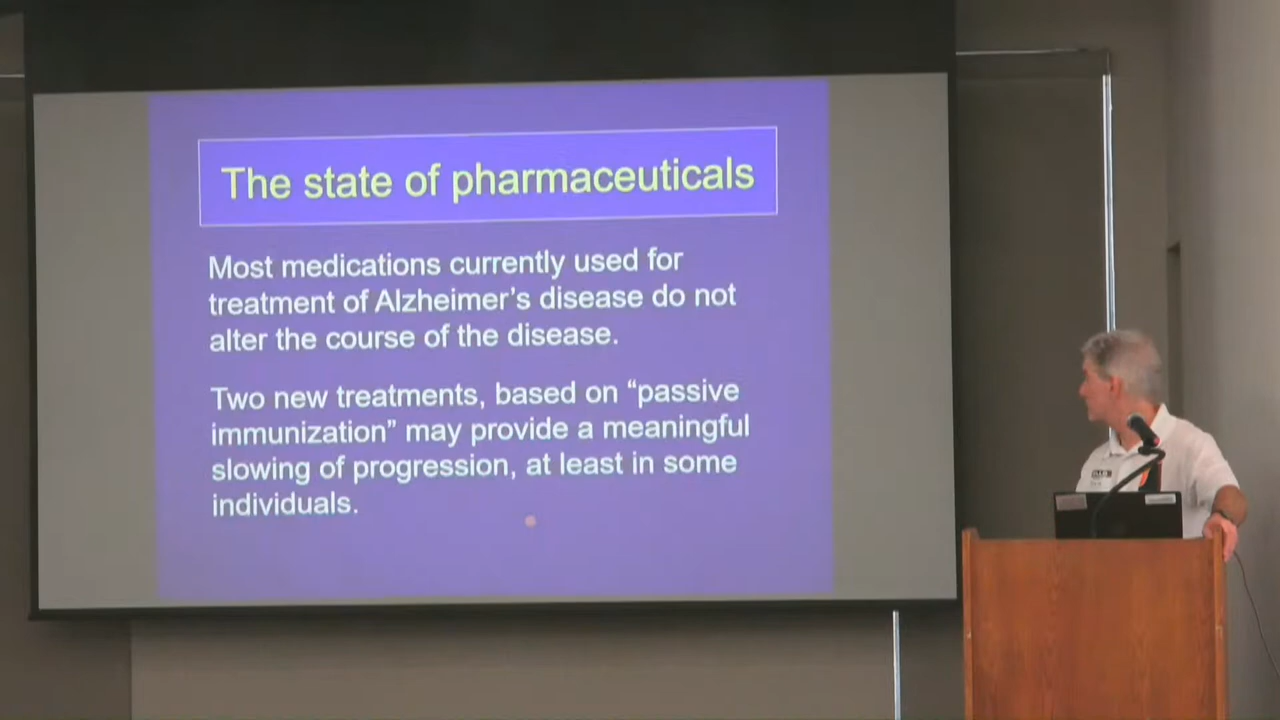 The state of pharmaceuticals
Most medications currently used for
treatment of Alzheimer’s disease do not
alter the course of the disease.
Two new treatments, based on “passive
immunization” may provide a meaningful
slowing of progression, at least in some
individuals.